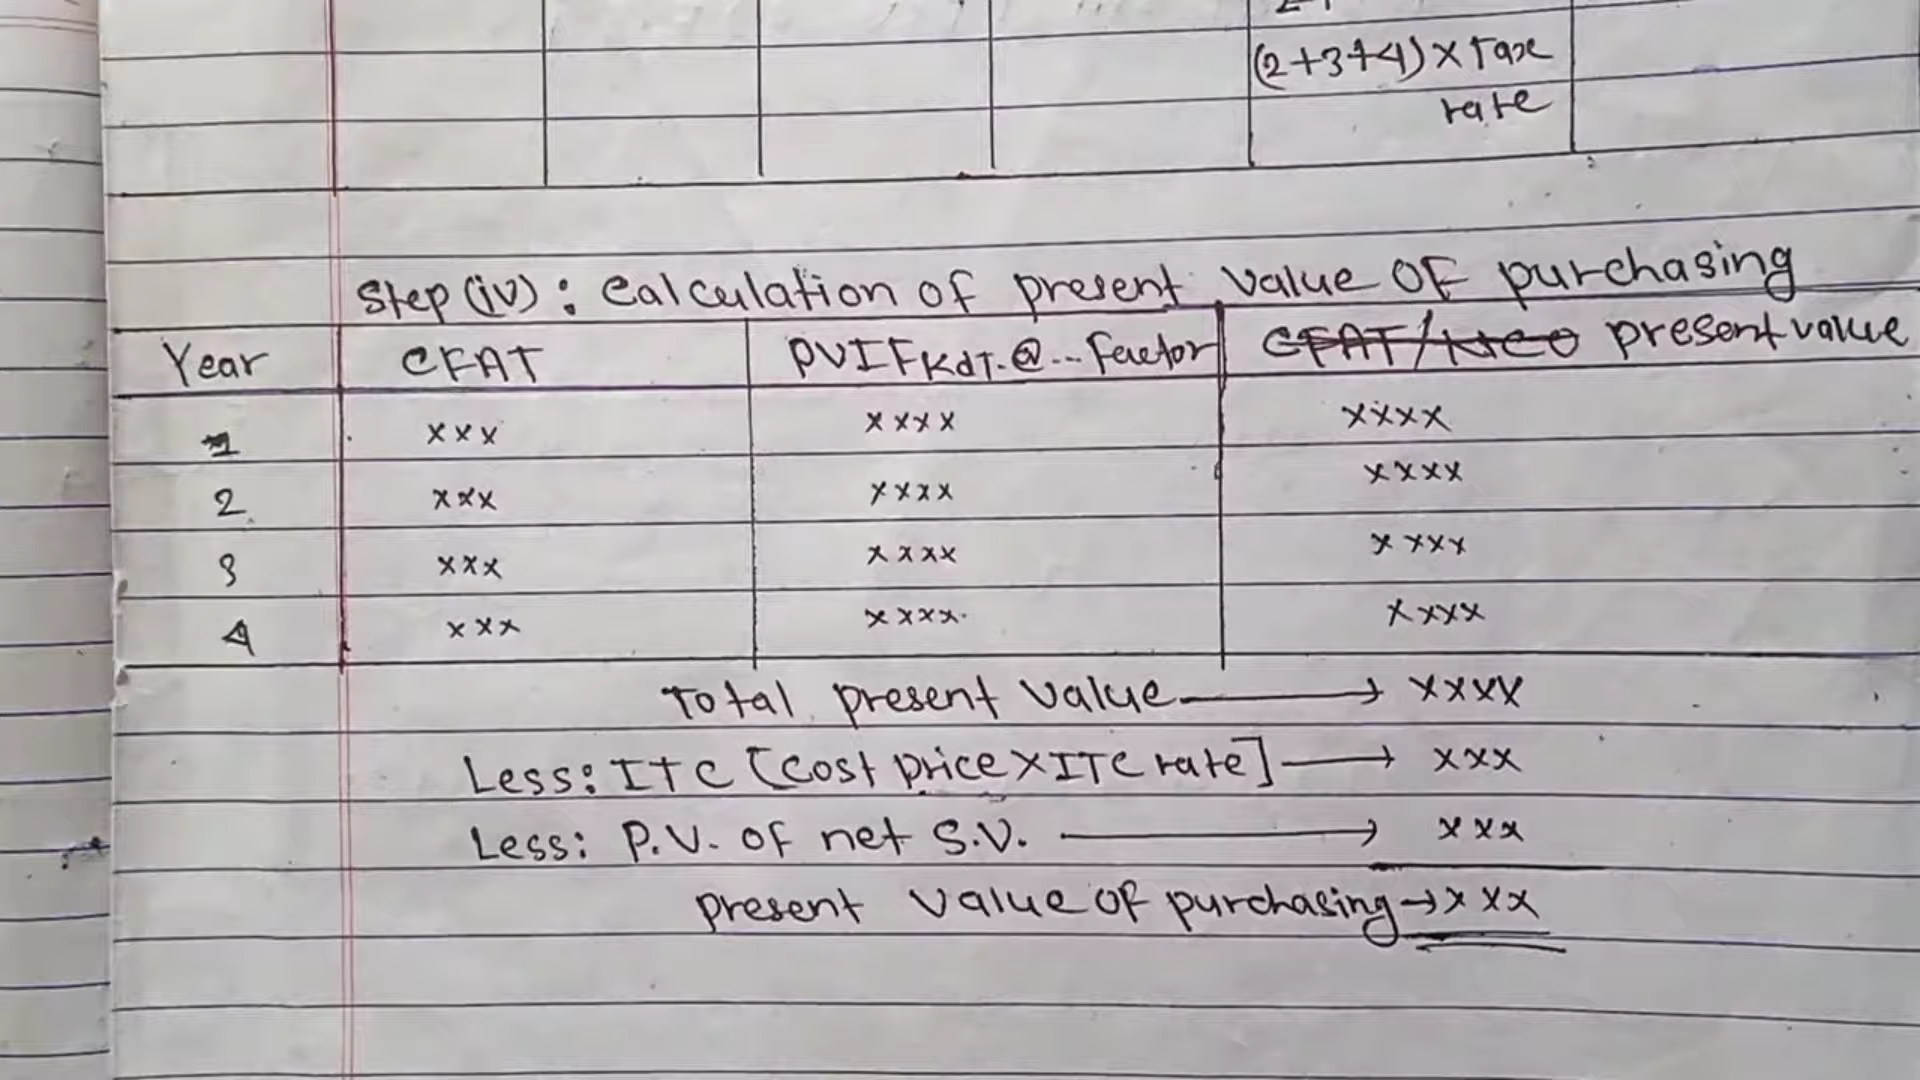 (2+3+4) x Tax
rate
Step (iv) : Calculation of present value of purchasing
Year CFAT PVIFKdT.@... Factor CFAT/NCO present value
1 xxx xxxx xxxx
2 xxx xxxx xxxx
3 xxx xxxx xxxx
4 xxx xxxx. xxxx
Total present value → xxxx
Less: ITC [cost price x ITC rate] → xxx
Less: P.V. of net S.V. → xxx
present value of purchasing → xxx